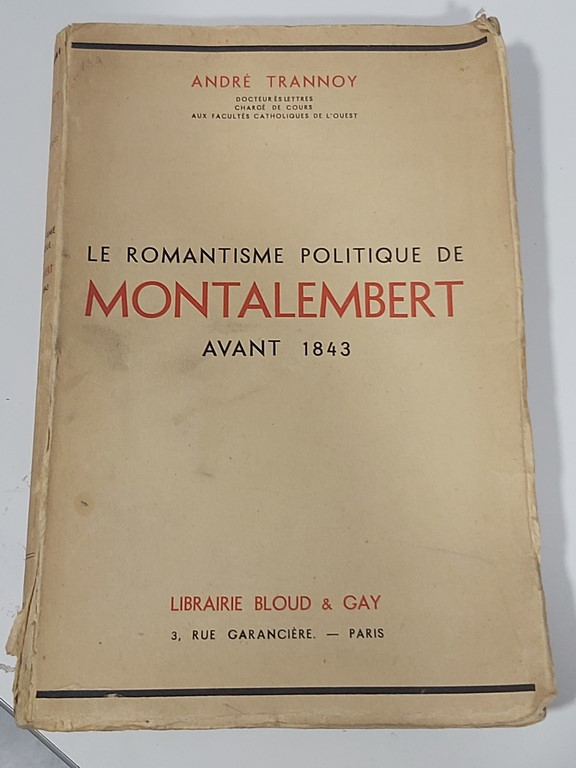 ANDRÉ TRANNOY
DOCTEUR ÈS LETTRES
CHARGÉ DE COURS
AUX FACULTÉS CATHOLIQUES DE L'OUEST
LE ROMANTISME POLITIQUE DE
MONTALEMBERT
AVANT 1843
LIBRAIRIE BLOUD & GAY
3, RUE GARANCIÈRE. — PARIS